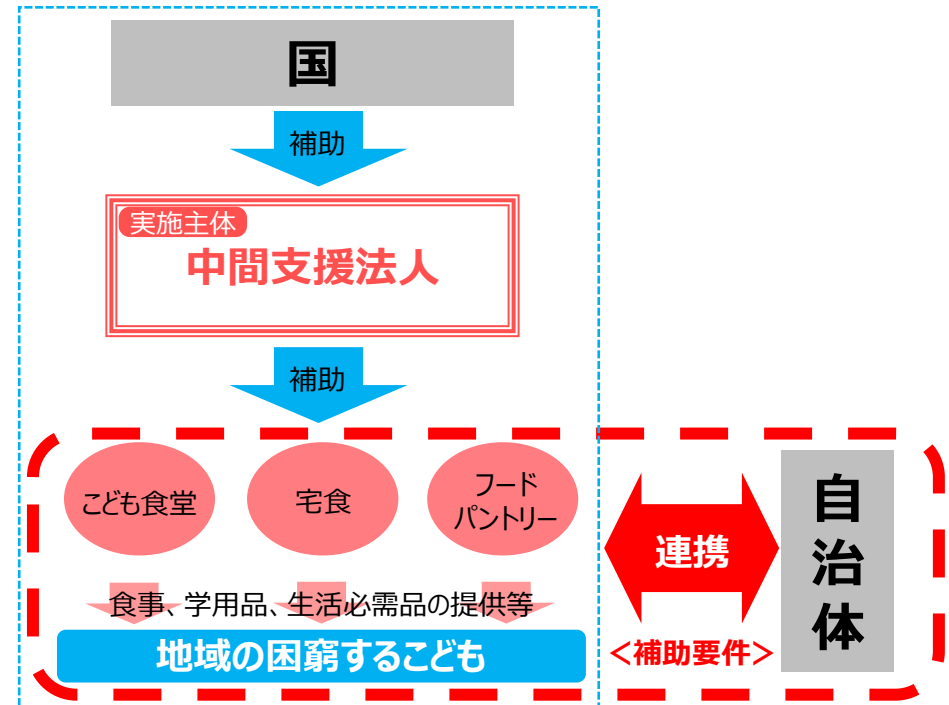 国
補助
実施主体
中間支援法人
補助
こども食堂
宅食
フード
パントリー
食事、学用品、生活必需品の提供等
地域の困窮するこども
連携
＜補助要件＞
自
治
体